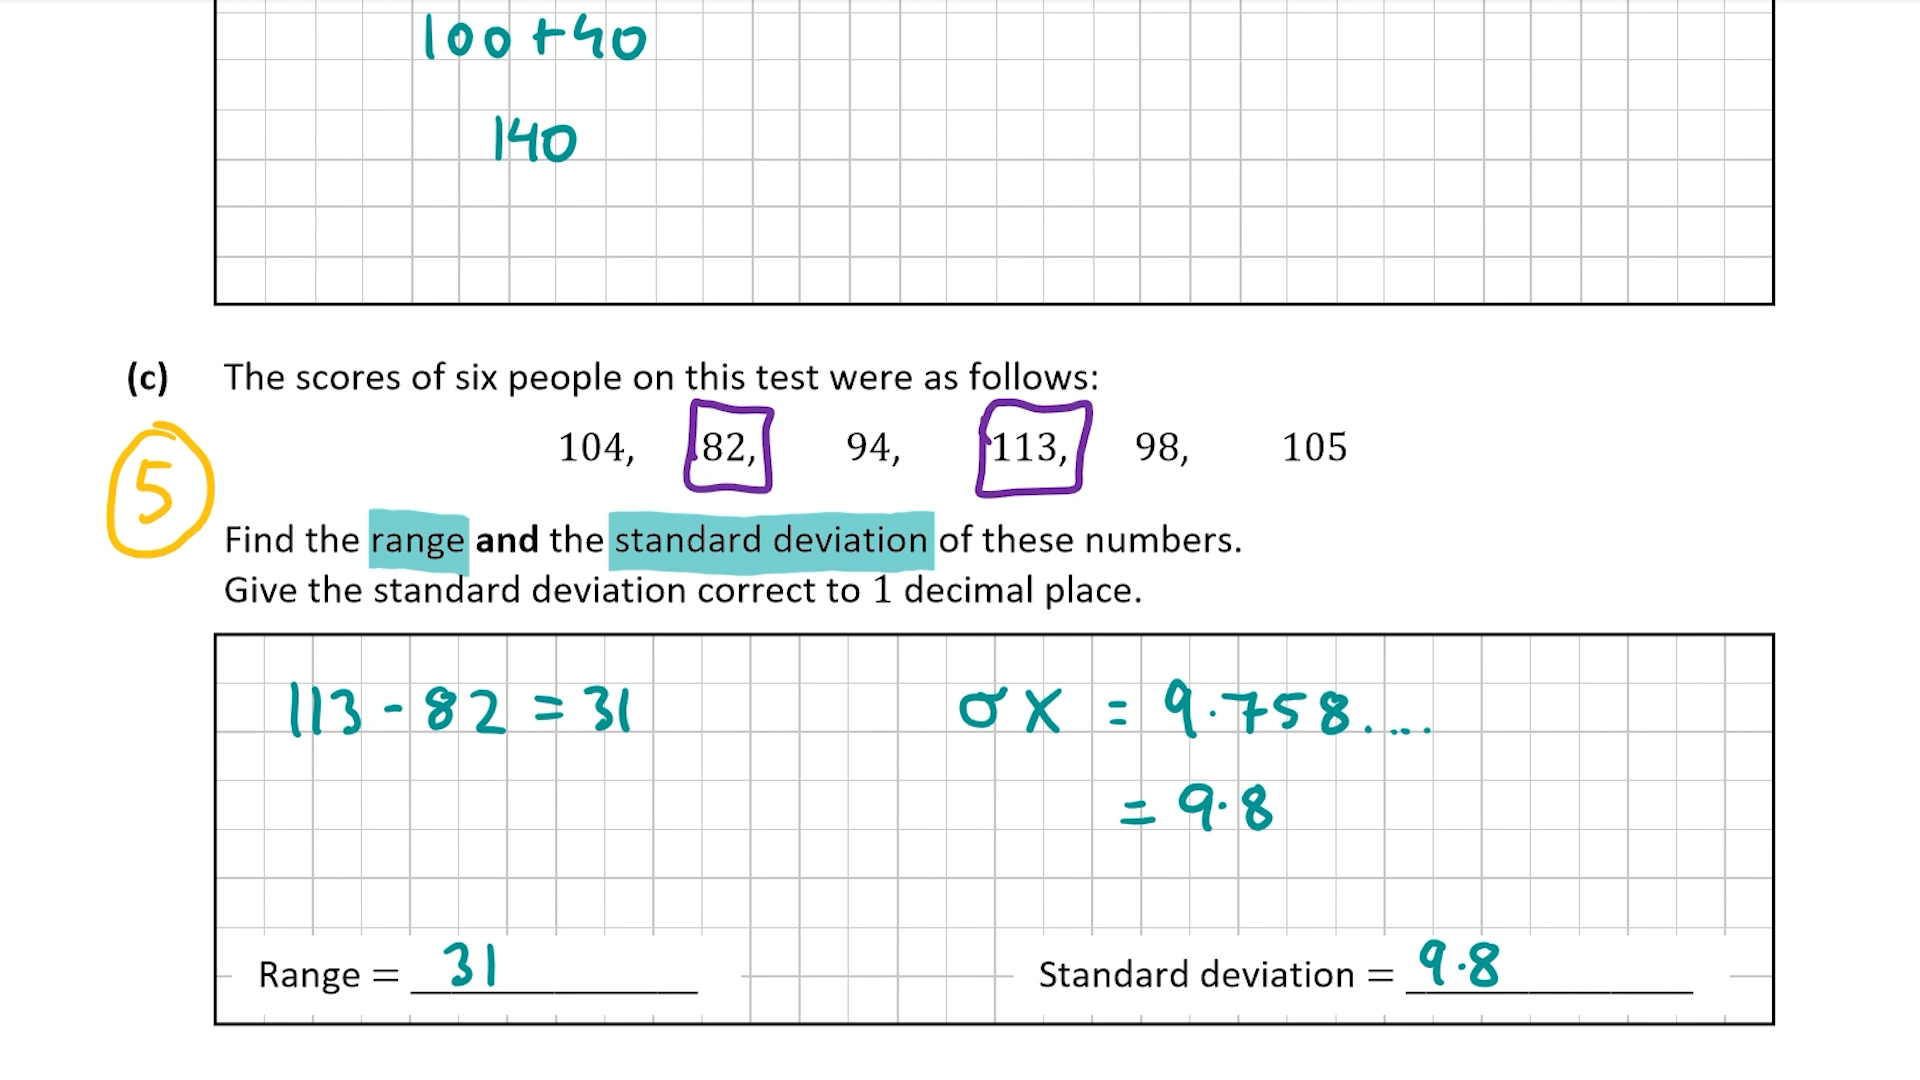 100+40
140
(c) The scores of six people on this test were as follows:
104, 82, 94, 113, 98, 105
5
Find the range and the standard deviation of these numbers.
Give the standard deviation correct to 1 decimal place.
113 - 82 = 31
σx = 9.758....
= 9.8
Range = 31
Standard deviation = 9.8